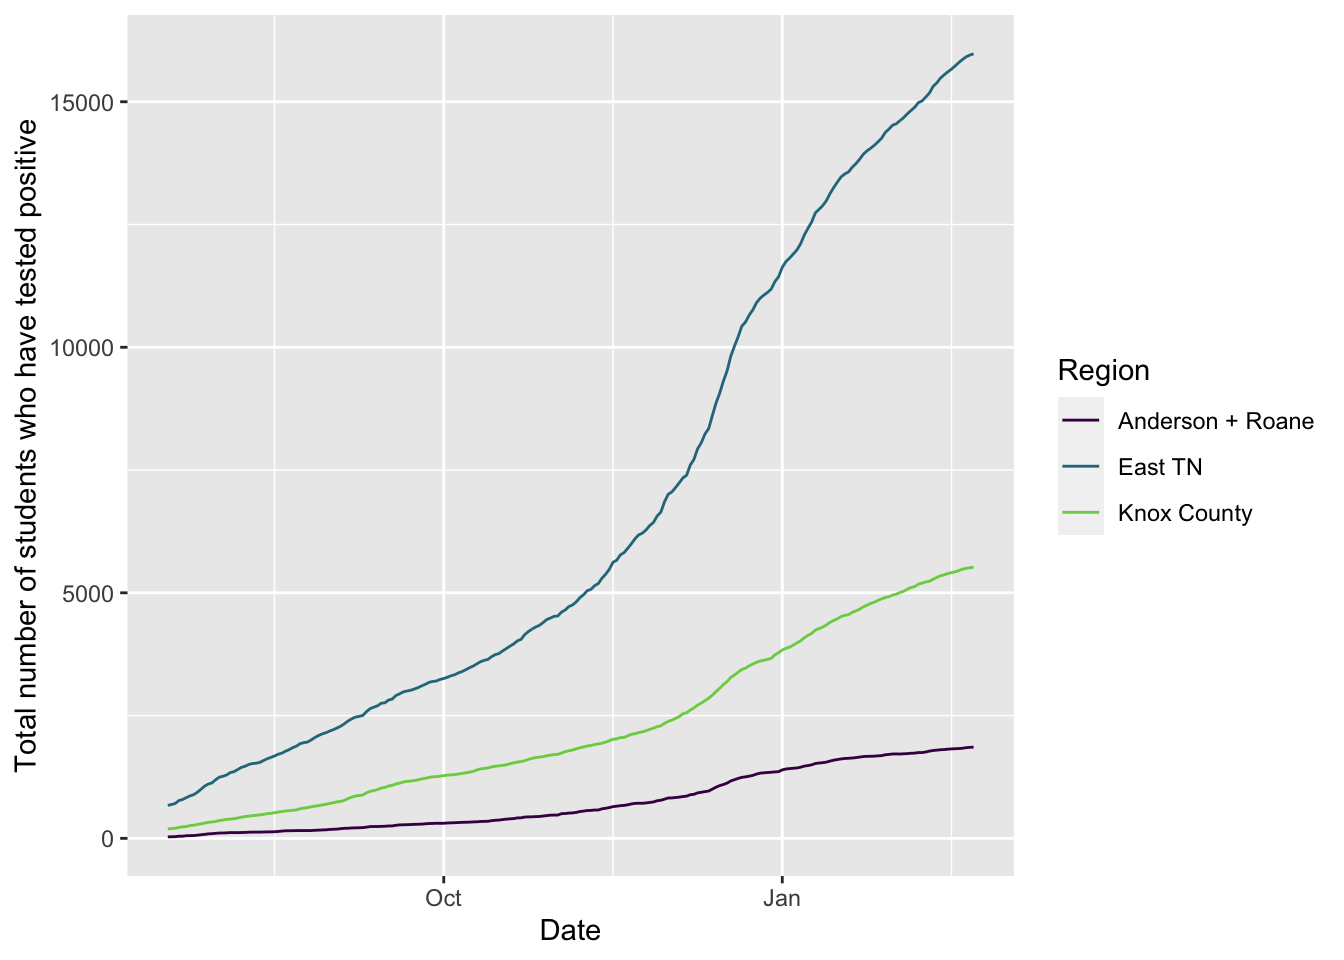 Total number of students who have tested positive
15000
10000
5000
0
Oct
Jan
Date
Region
Anderson + Roane
East TN
Knox County